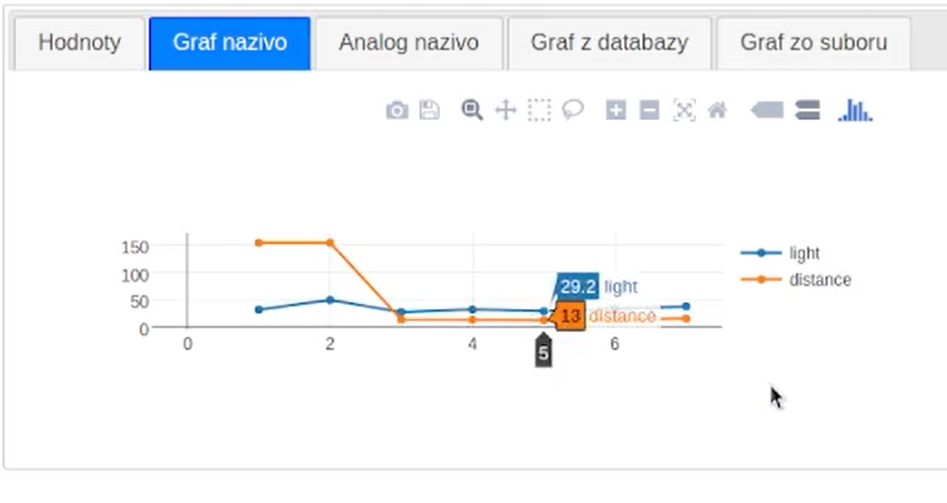 Hodnoty Graf nazivo Analog nazivo Graf z databazy Graf zo suboru
150
100
50
0
29.2 light
13 distance
0 2 4 6
5
light
distance